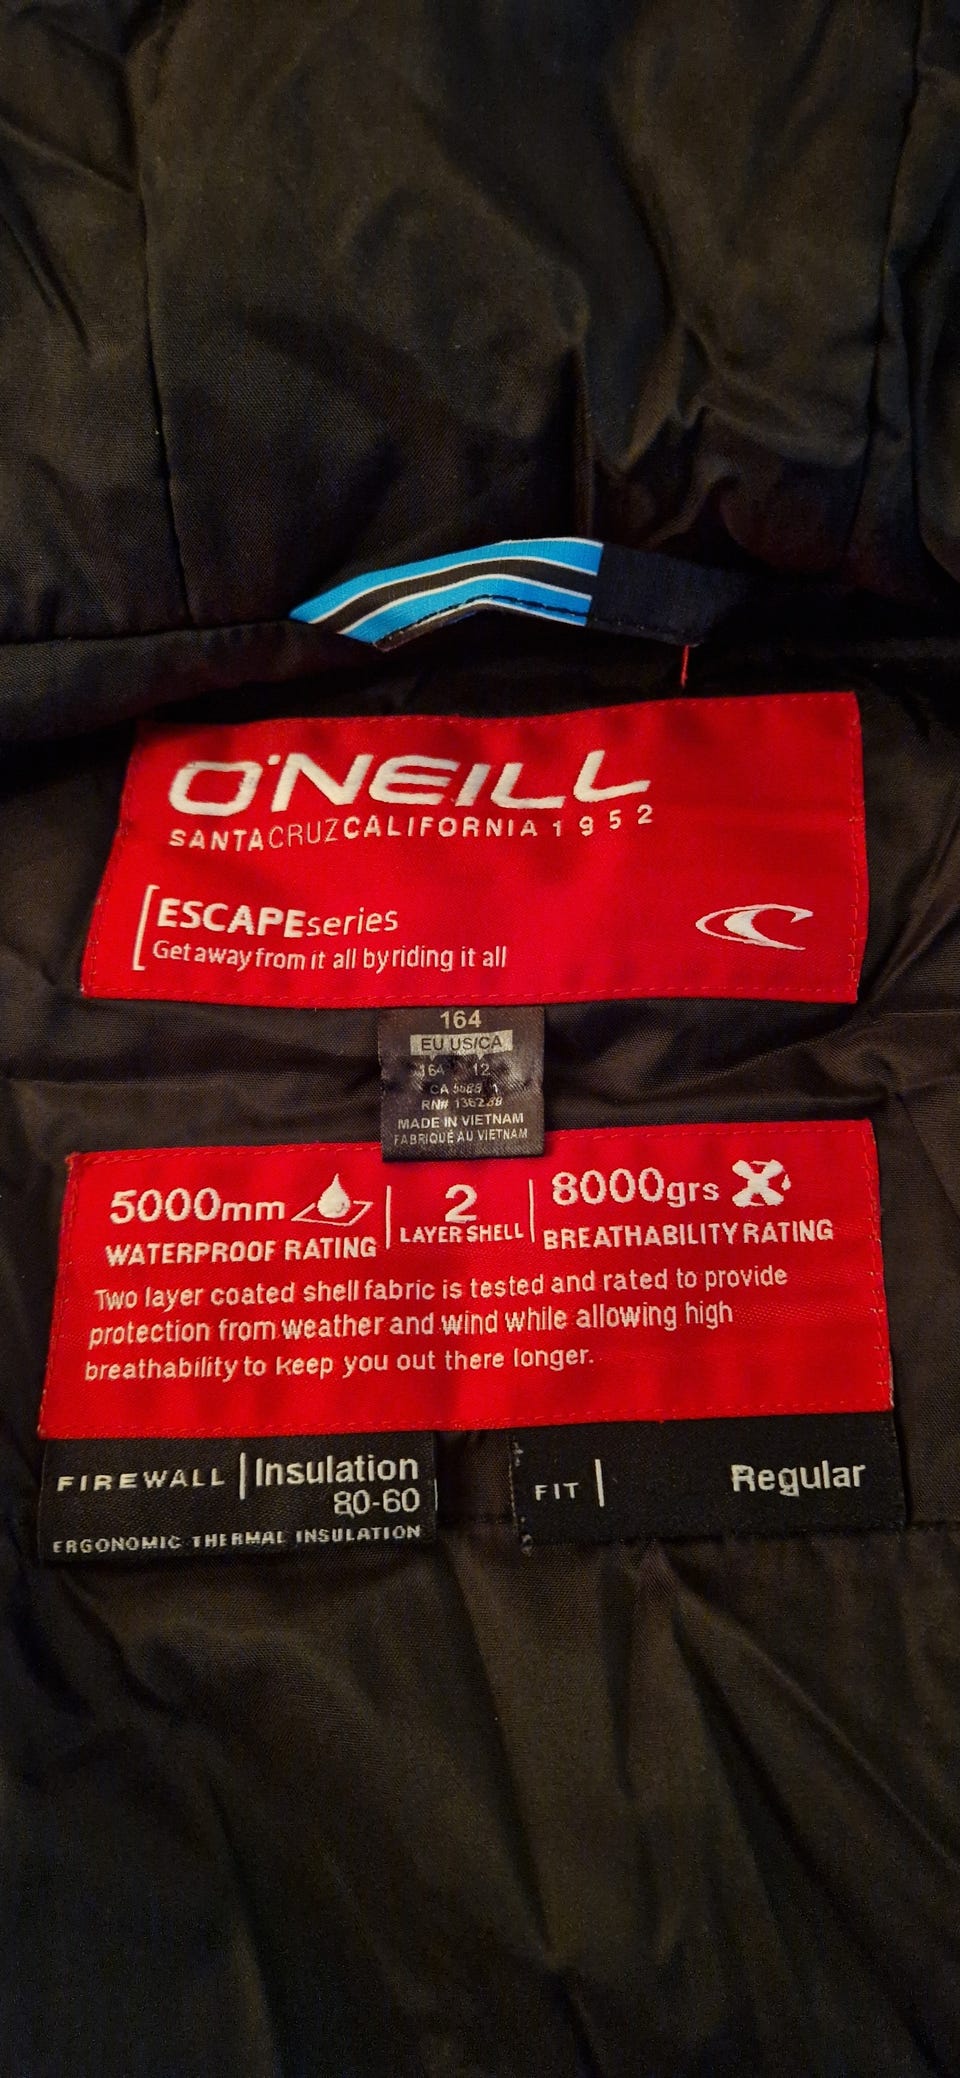 O'NEILL
SANTACRUZCALIFORNIA 1952
ESCAPEseries
Get away from it all by riding it all
164
EU US/CA
164 12
CA
RN#
MADE IN VIETNAM
FABRIQUÉ AU VIETNAM
5000mm 2 8000grs
WATERPROOF RATING LAYER SHELL BREATHABILITY RATING
Two layer coated shell fabric is tested and rated to provide
protection from weather and wind while allowing high
breathability to keep you out there longer.
FIREWALL Insulation
80-60
ERGONOMIC THERMAL INSULATION
FIT Regular